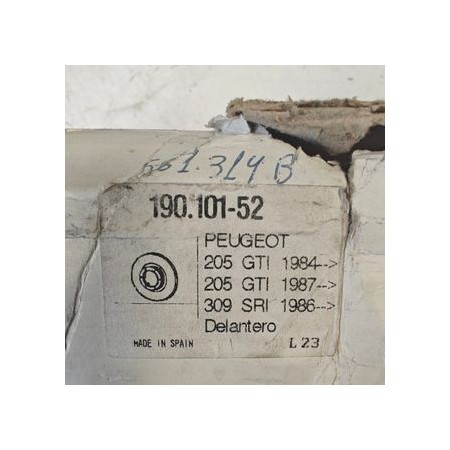 561.314 B
190.101-52
PEUGEOT
205 GTI 1984-->
205 GTI 1987-->
309 SRI 1986-->
Delantero
MADE IN SPAIN L 23